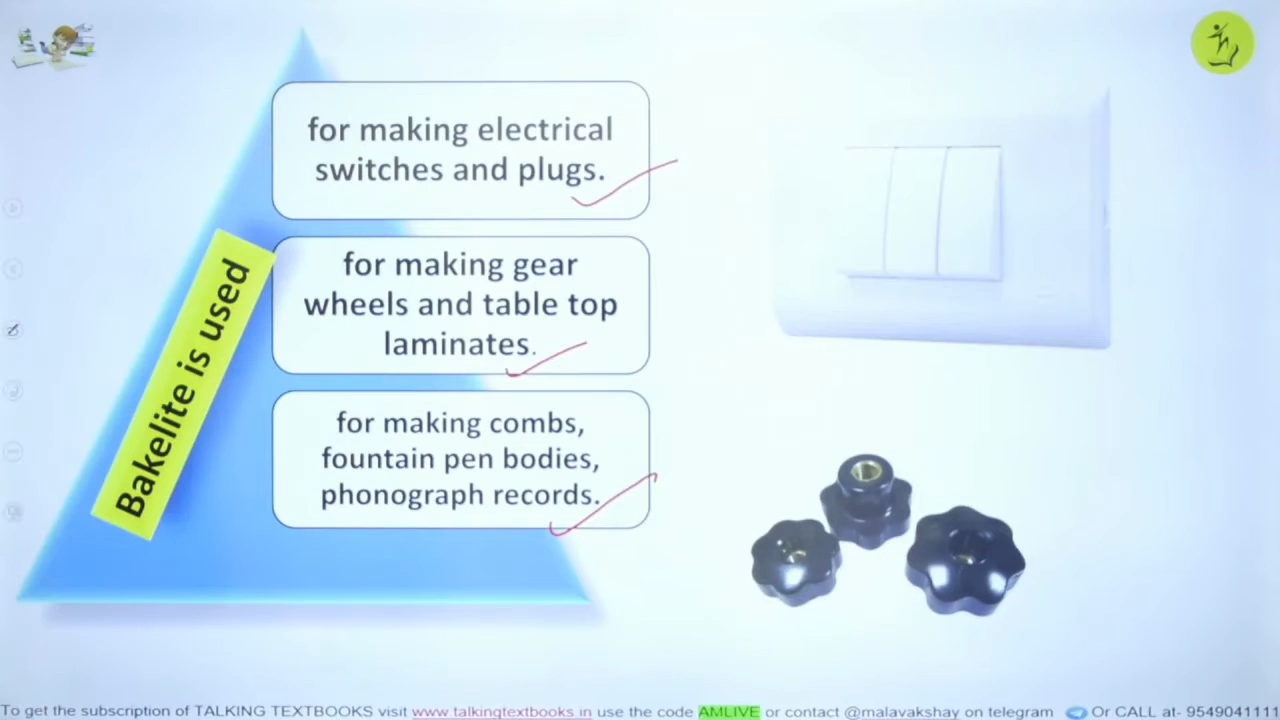 for making electrical
switches and plugs.
for making gear
wheels and table top
laminates.
for making combs,
fountain pen bodies,
phonograph records.
Bakelite is used
To get the subscription of TALKING TEXTBOOKS visit www.talkingtextbooks.in use the code AMLIVE or contact @malavakshay on telegram Or CALL at- 9549041111